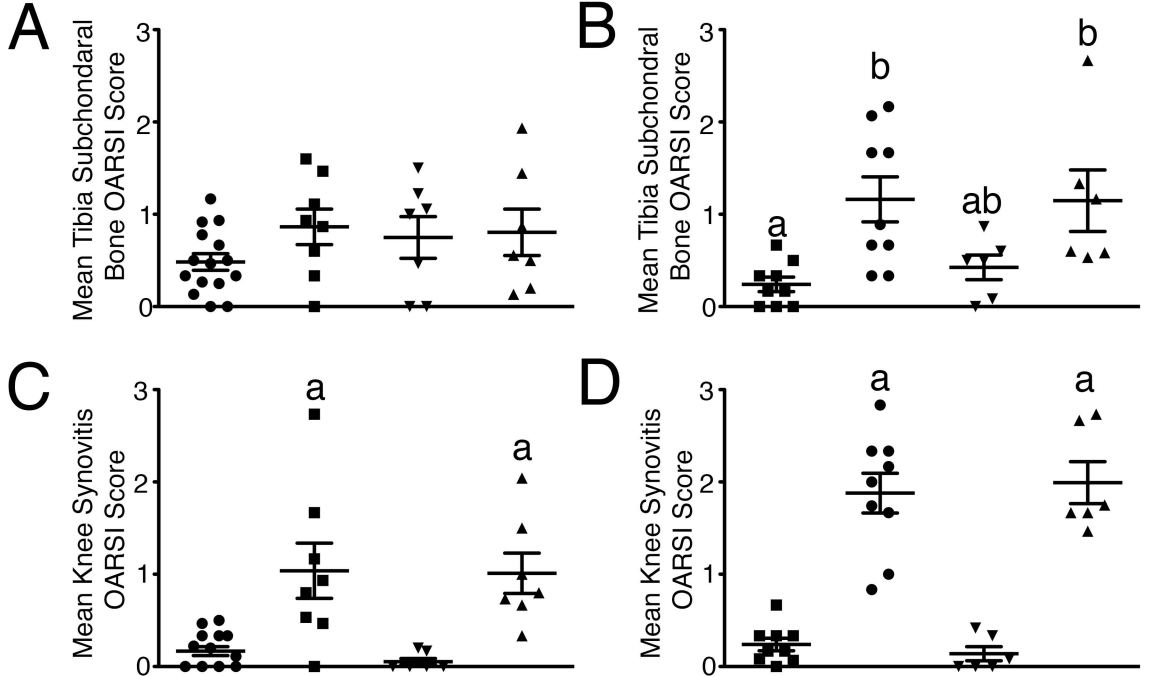 A
Mean Tibia Subchondaral
Bone OARSI Score
3
2
1
0
B
Mean Tibia Subchondral
Bone OARSI Score
3
2
1
0
a
b
ab
b
C
Mean Knee Synovitis
OARSI Score
3
2
1
0
a
a
D
Mean Knee Synovitis
OARSI Score
3
2
1
0
a
a